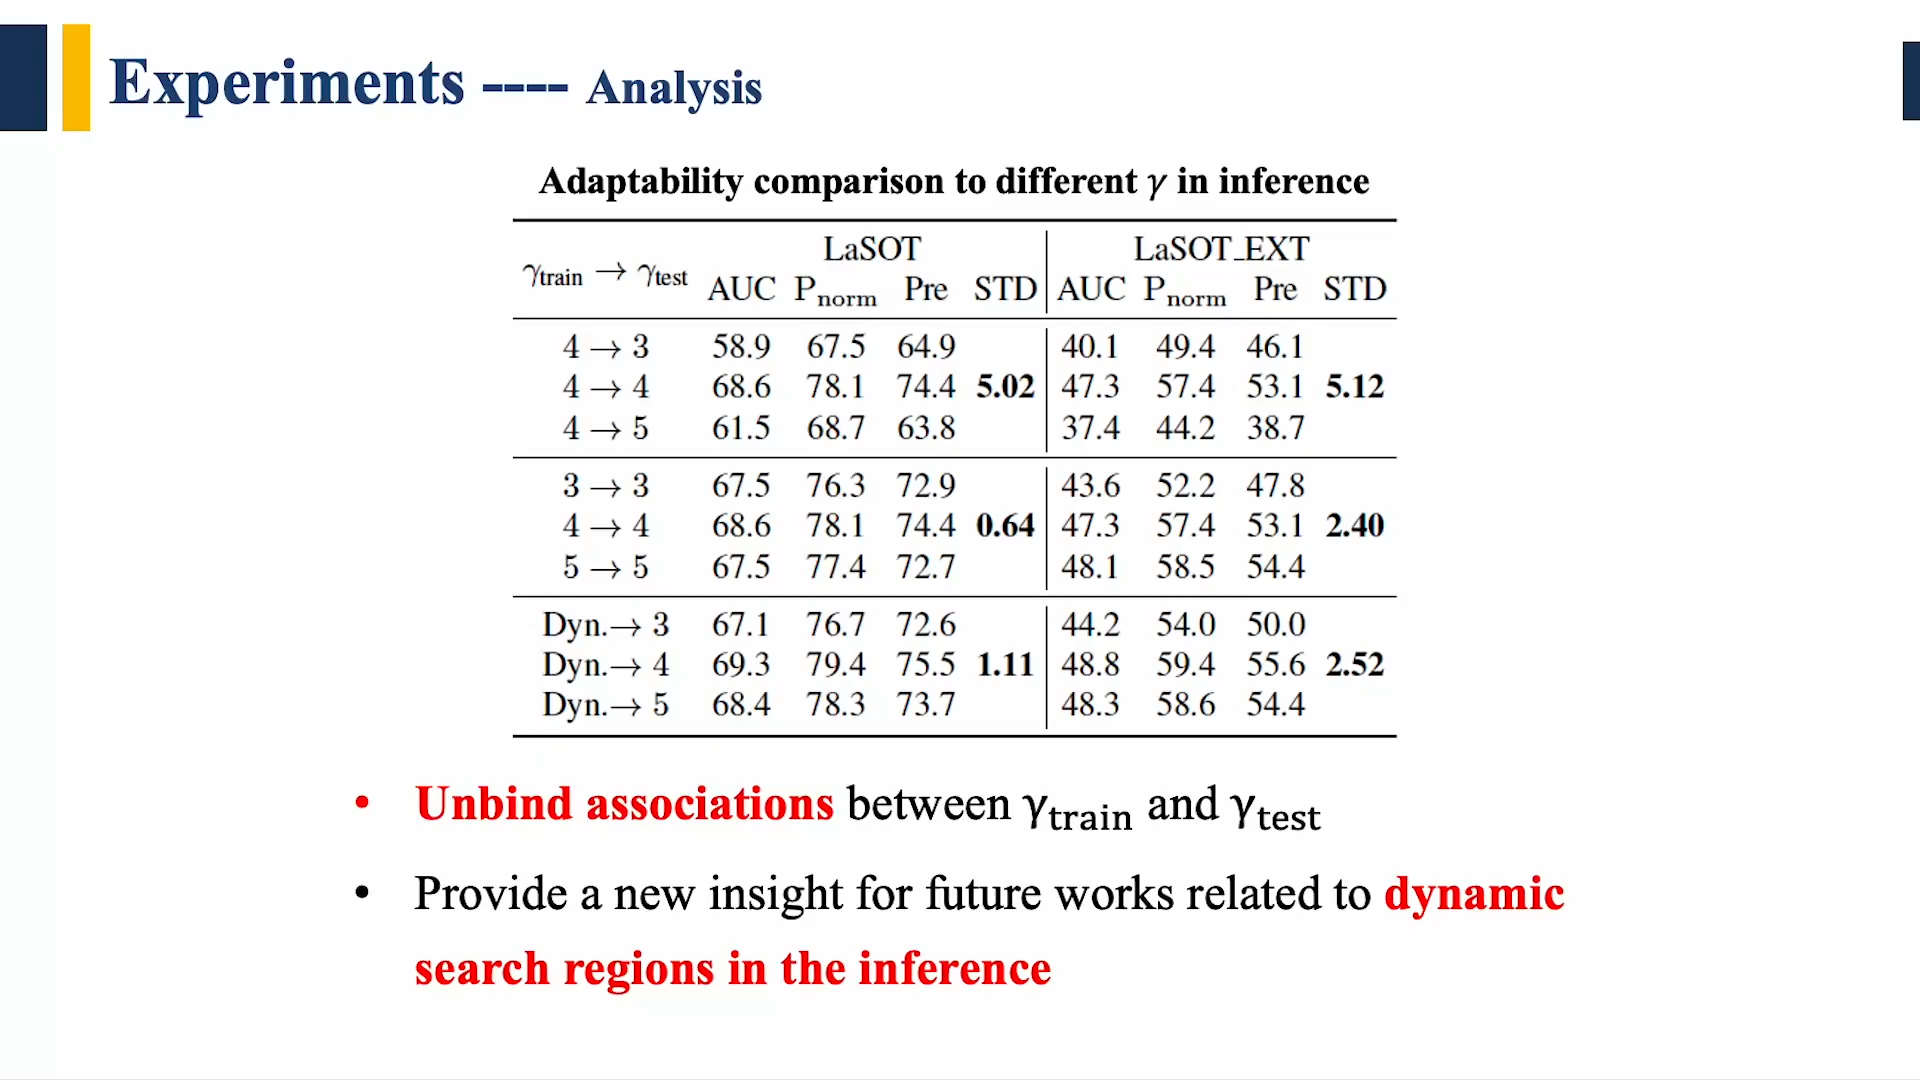 Experiments ---- Analysis
Adaptability comparison to different γ in inference
LaSOT LaSOT_EXT
γtrain → γtest AUC Pnorm Pre STD AUC Pnorm Pre STD
4 → 3 58.9 67.5 64.9 40.1 49.4 46.1
4 → 4 68.6 78.1 74.4 5.02 47.3 57.4 53.1 5.12
4 → 5 61.5 68.7 63.8 37.4 44.2 38.7
3 → 3 67.5 76.3 72.9 43.6 52.2 47.8
4 → 4 68.6 78.1 74.4 0.64 47.3 57.4 53.1 2.40
5 → 5 67.5 77.4 72.7 48.1 58.5 54.4
Dyn.→ 3 67.1 76.7 72.6 44.2 54.0 50.0
Dyn.→ 4 69.3 79.4 75.5 1.11 48.8 59.4 55.6 2.52
Dyn.→ 5 68.4 78.3 73.7 48.3 58.6 54.4
• Unbind associations between γtrain and γtest
• Provide a new insight for future works related to dynamic
search regions in the inference